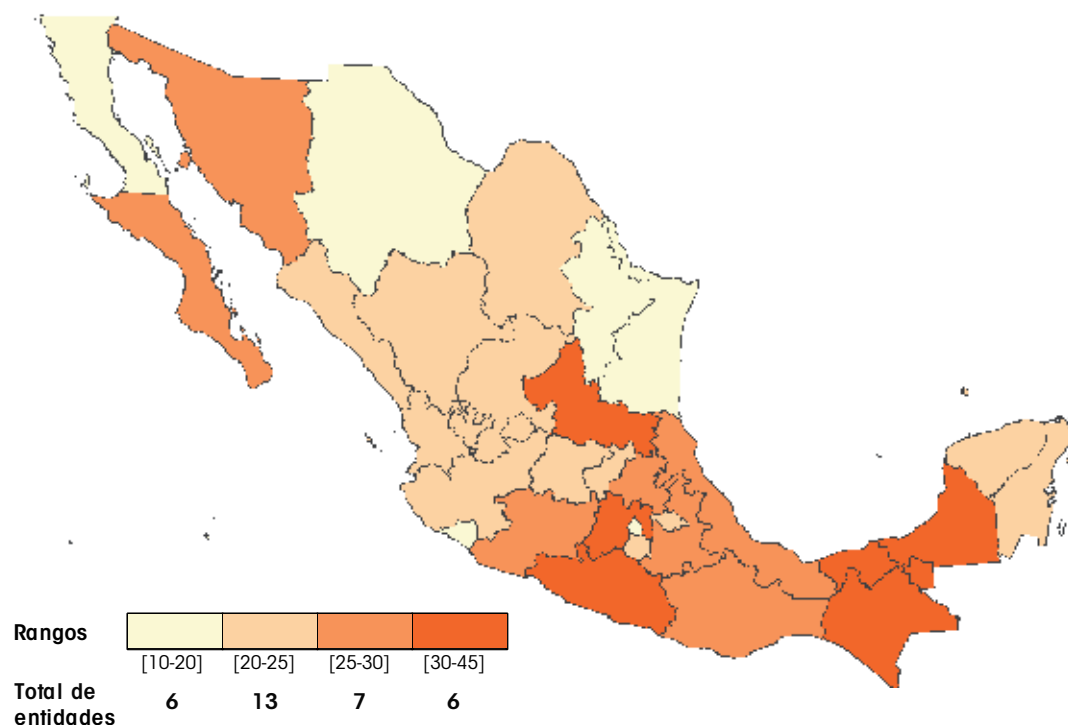 Rangos
[10-20] [20-25] [25-30] [30-45]
Total de
entidades
6 13 7 6